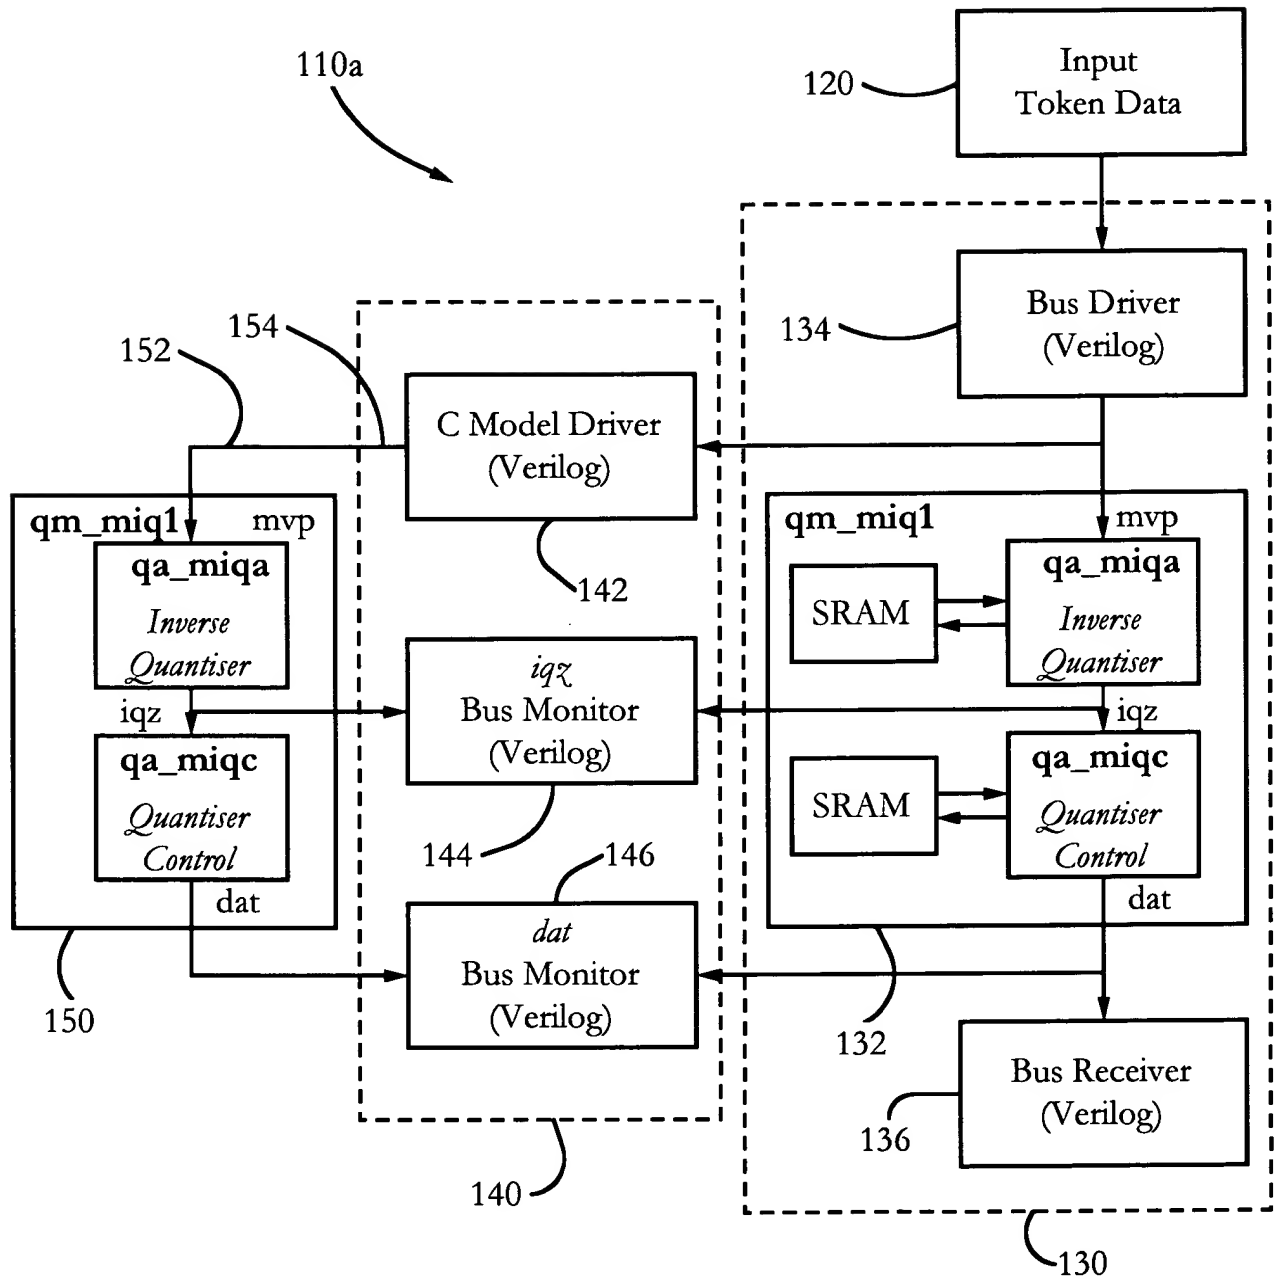 110a
120
Input
Token Data
134
Bus Driver
(Verilog)
154
152
C Model Driver
(Verilog)
142
qm_miq1
mvp
qa_miqa
Inverse
Quantiser
iqz
qa_miqc
Quantiser
Control
dat
150
iqz
Bus Monitor
(Verilog)
144
146
dat
Bus Monitor
(Verilog)
140
qm_miq1
mvp
SRAM
qa_miqa
Inverse
Quantiser
iqz
SRAM
qa_miqc
Quantiser
Control
dat
132
Bus Receiver
(Verilog)
136
130